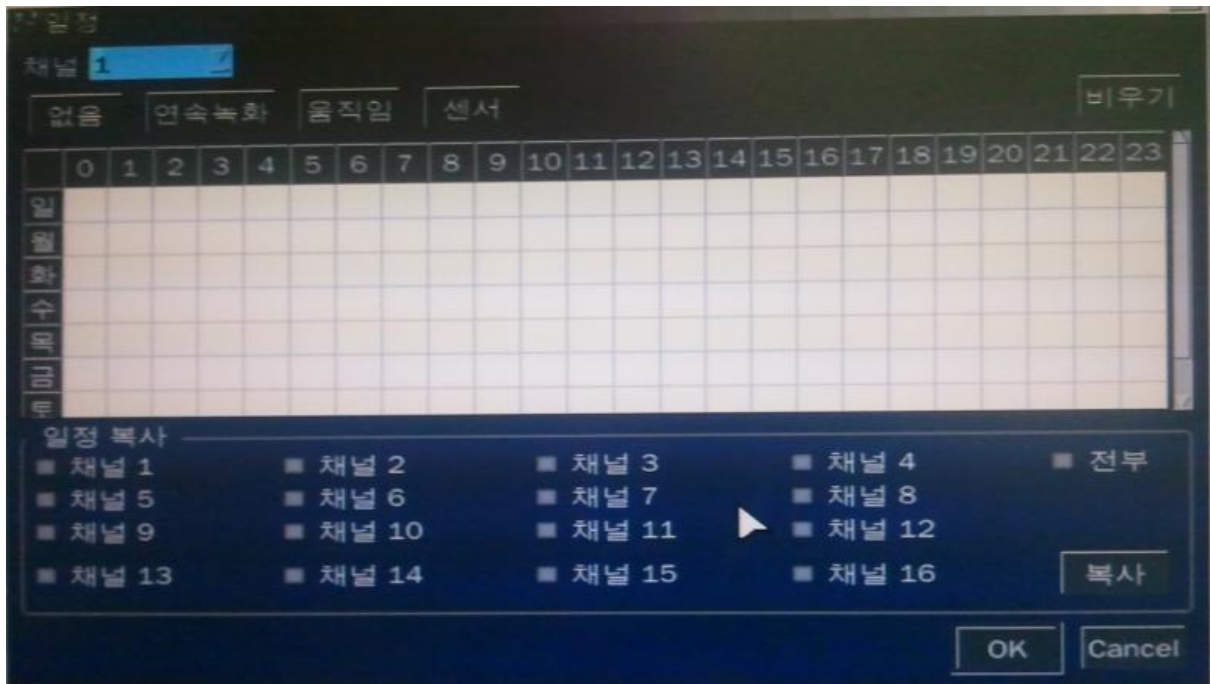 일정
채널 1
없음 연속녹화 움직임 센서 비우기
0 1 2 3 4 5 6 7 8 9 10 11 12 13 14 15 16 17 18 19 20 21 22 23
일
월
화
수
목
금
토
일정 복사
채널 1 채널 2 채널 3 채널 4 전부
채널 5 채널 6 채널 7 채널 8
채널 9 채널 10 채널 11 채널 12
채널 13 채널 14 채널 15 채널 16 복사
OK Cancel